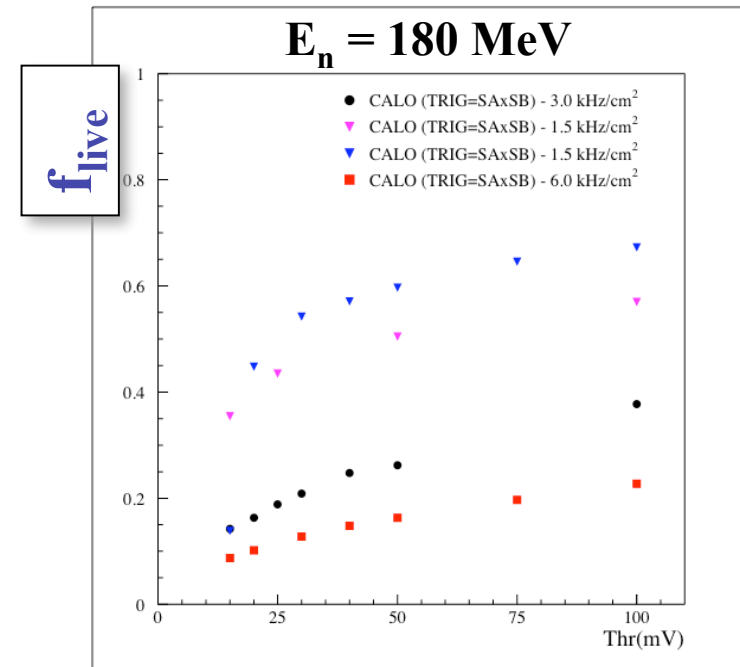 E_n = 180 MeV
f_live
CALO (TRIG=SAxSB) - 3.0 kHz/cm²
CALO (TRIG=SAxSB) - 1.5 kHz/cm²
CALO (TRIG=SAxSB) - 1.5 kHz/cm²
CALO (TRIG=SAxSB) - 6.0 kHz/cm²
1
0.8
0.6
0.4
0.2
0
0 25 50 75 100
Thr(mV)